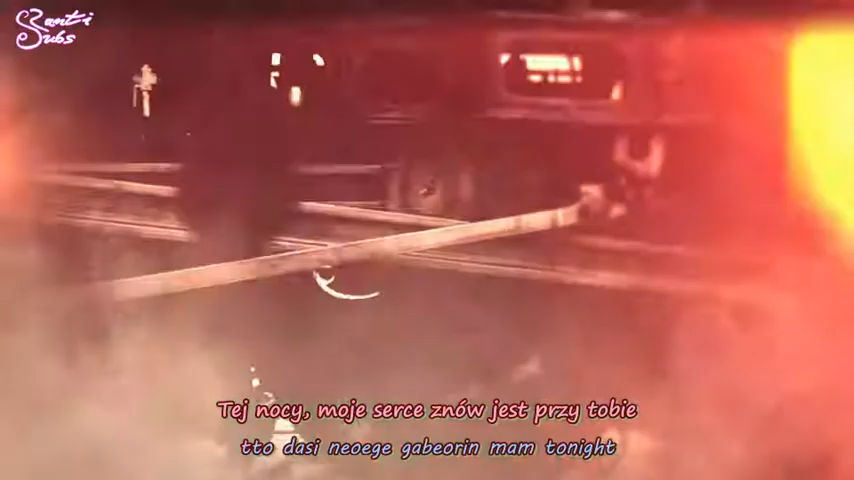 Santi
Subs
Tej nocy, moje serce znów jest przy tobie
tto dasi neoege gabeorin mam tonight